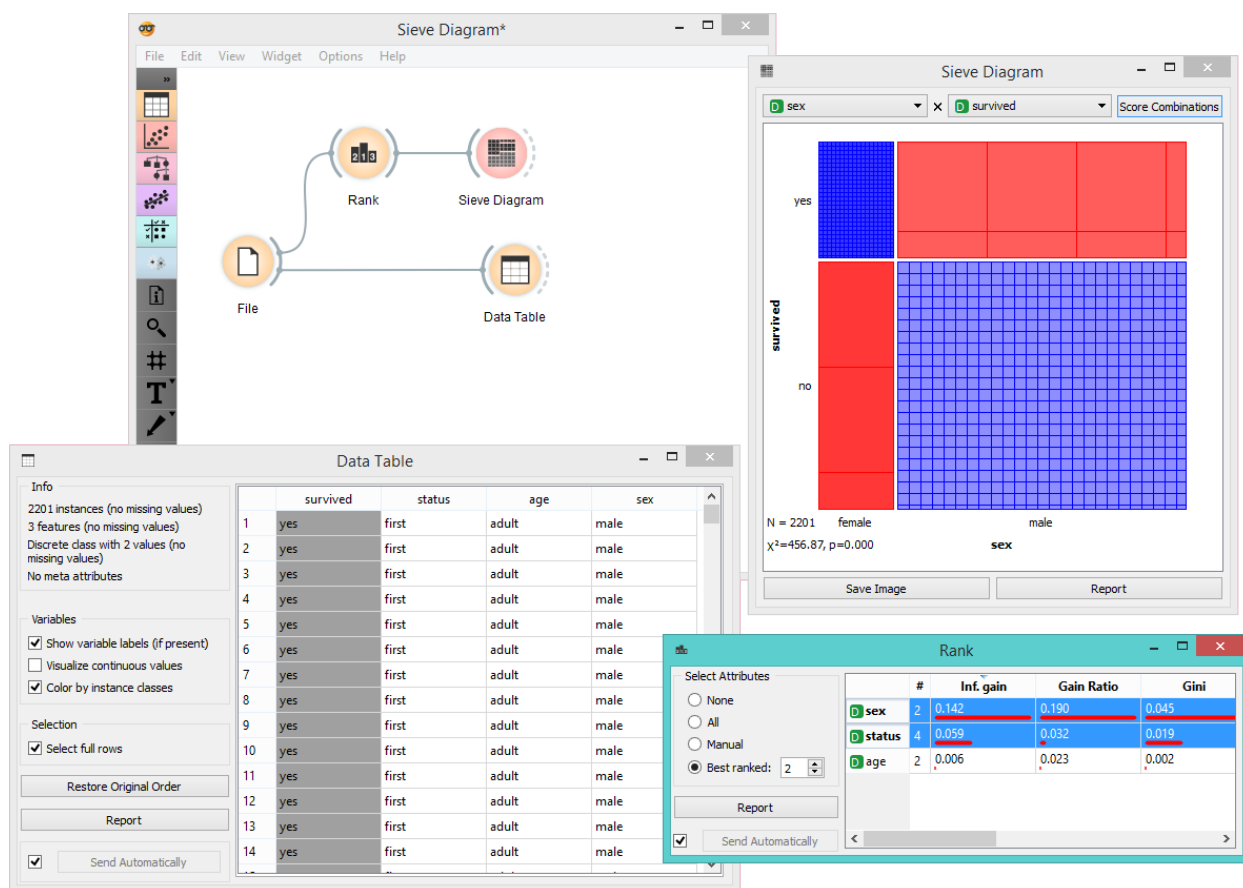 Sieve Diagram*
File Edit View Widget Options Help
»
2 1 3
Rank
Sieve Diagram
File
Data Table
T
Sieve Diagram
D sex × D survived Score Combinations
yes
survived
no
N = 2201 female male
χ²=456.87, p=0.000 sex
Save Image Report
Data Table
Info
2201 instances (no missing values)
3 features (no missing values)
Discrete class with 2 values (no
missing values)
No meta attributes
Variables
Show variable labels (if present)
Visualize continuous values
Color by instance classes
Selection
Select full rows
Restore Original Order
Report
Send Automatically
survived status age sex
1 yes first adult male
2 yes first adult male
3 yes first adult male
4 yes first adult male
5 yes first adult male
6 yes first adult male
7 yes first adult male
8 yes first adult male
9 yes first adult male
10 yes first adult male
11 yes first adult male
12 yes first adult male
13 yes first adult male
14 yes first adult male
Rank
Select Attributes
None
All
Manual
Best ranked: 2
Report
Send Automatically
# Inf. gain Gain Ratio Gini
D sex 2 0.142 0.190 0.045
D status 4 0.059 0.032 0.019
D age 2 0.006 0.023 0.002